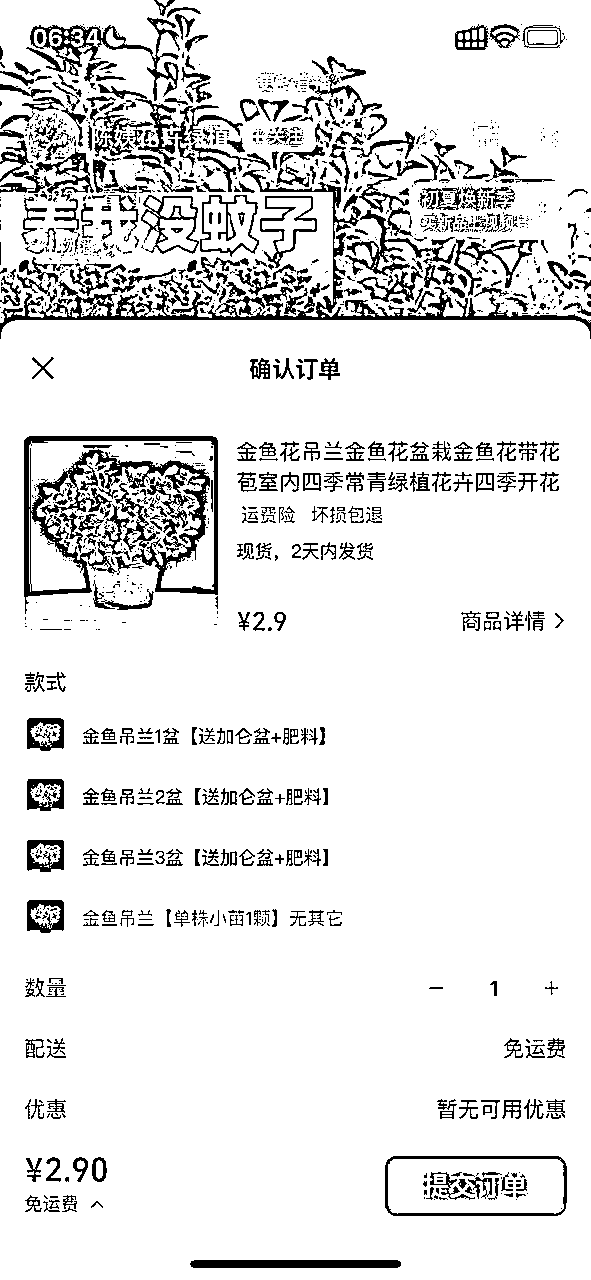 06:34
+关注
初夏焕新季
养我没蚊子
确认订单
金鱼花吊兰金鱼花盆栽金鱼花带花
苞室内四季常青绿植花卉四季开花
运费险 坏损包退
现货，2天内发货
¥2.9 商品详情
款式
金鱼吊兰1盆【送加仑盆+肥料】
金鱼吊兰2盆【送加仑盆+肥料】
金鱼吊兰3盆【送加仑盆+肥料】
金鱼吊兰【单株小苗1颗】无其它
数量 − 1 +
配送 免运费
优惠 暂无可用优惠
¥2.90
免运费
提交订单